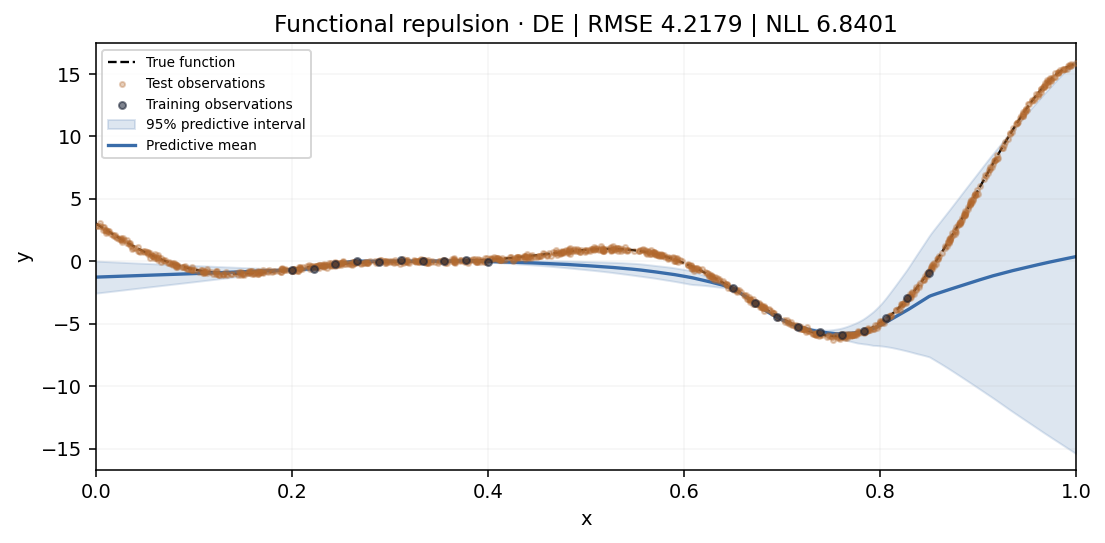 Functional repulsion · DE | RMSE 4.2179 | NLL 6.8401
True function
Test observations
Training observations
95% predictive interval
Predictive mean
15
10
5
0
−5
−10
−15
y
0.0
0.2
0.4
0.6
0.8
1.0
x